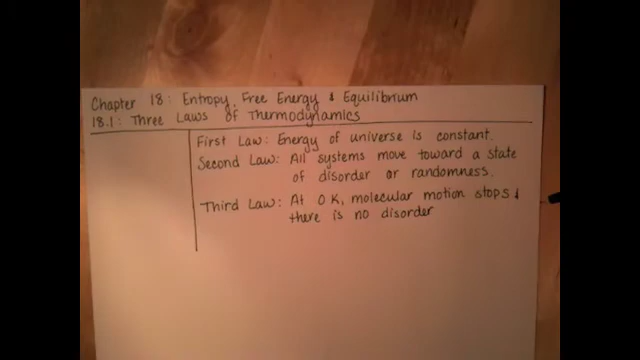 Chapter 18: Entropy, Free Energy & Equilibrium
18.1: Three Laws of Thermodynamics
First Law: Energy of universe is constant.
Second Law: All systems move toward a state
of disorder or randomness.
Third Law: At 0 K, molecular motion stops &
there is no disorder